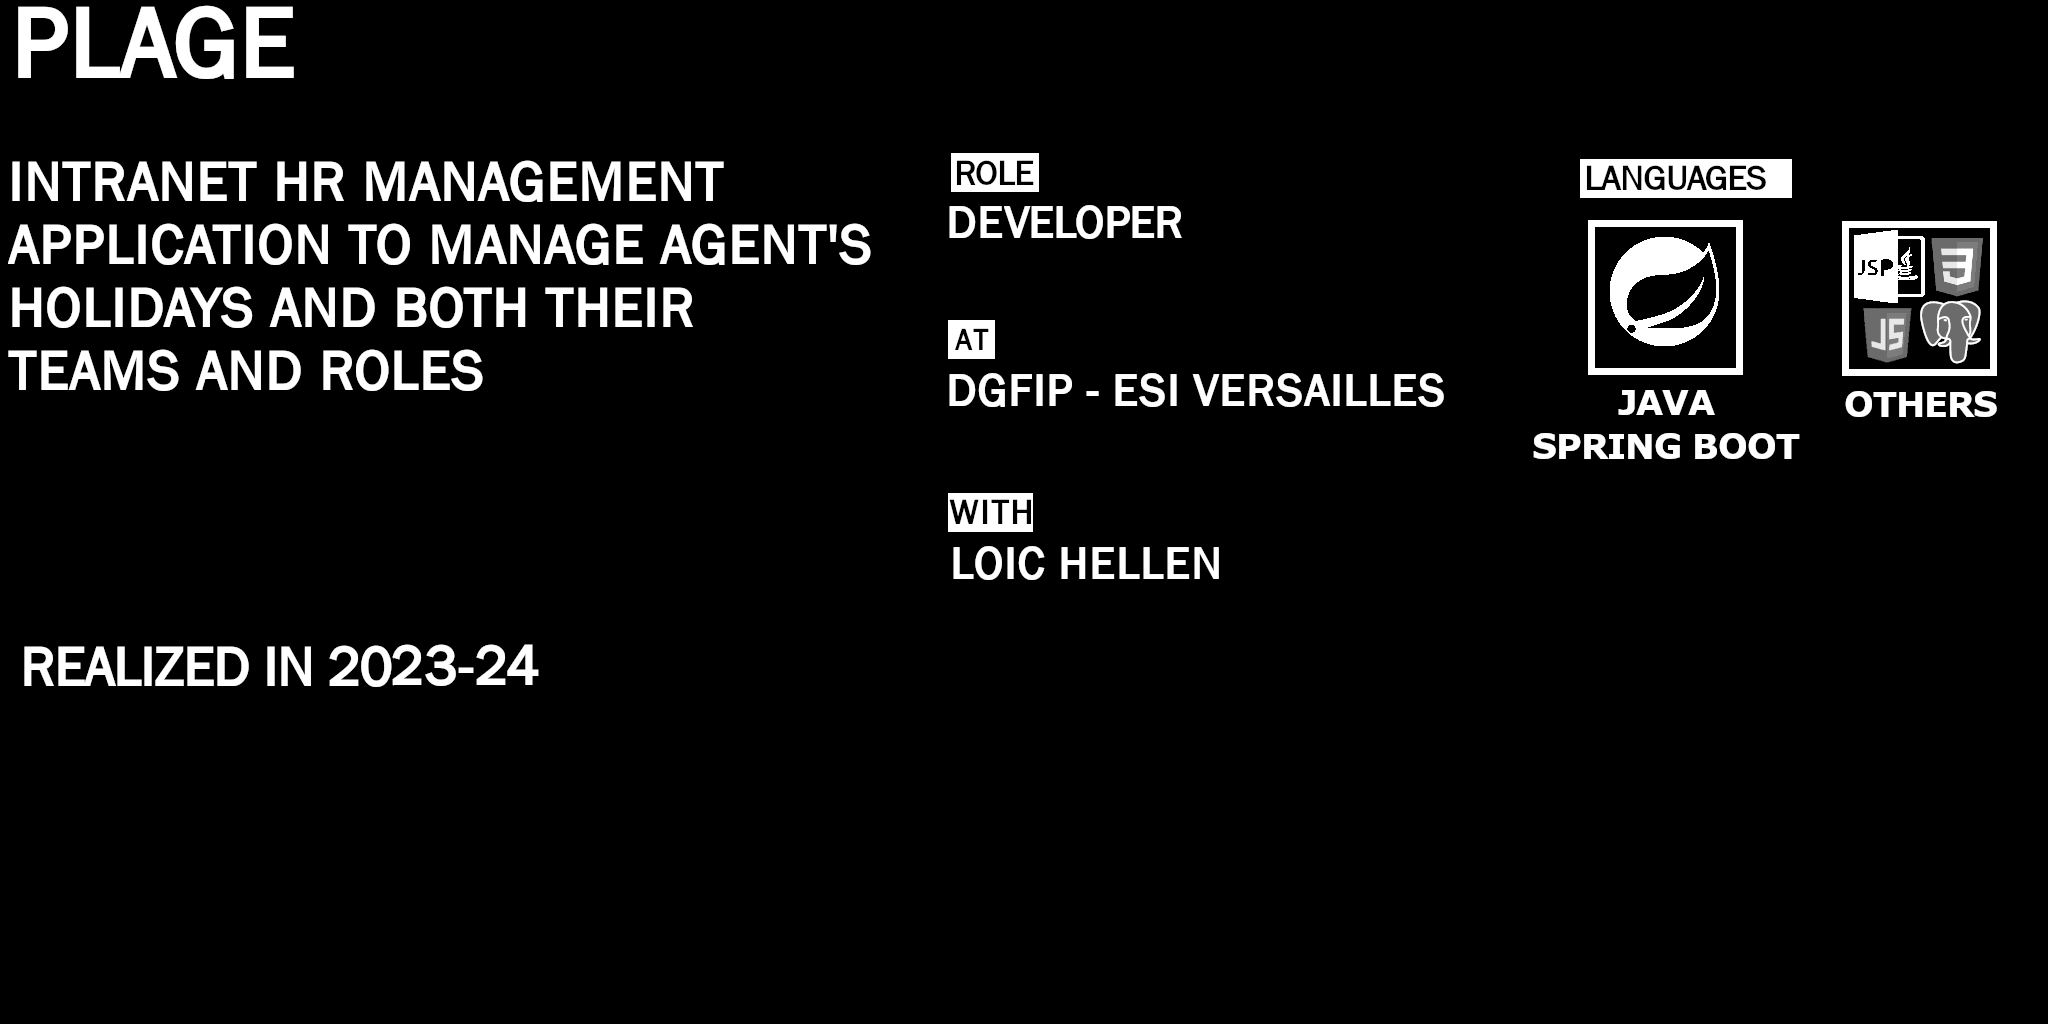 PLAGE
INTRANET HR MANAGEMENT
APPLICATION TO MANAGE AGENT'S
HOLIDAYS AND BOTH THEIR
TEAMS AND ROLES
REALIZED IN 2023-24
ROLE
DEVELOPER
AT
DGFIP - ESI VERSAILLES
WITH
LOIC HELLEN
LANGUAGES
JAVA
SPRING BOOT
JSP
3
JS
OTHERS